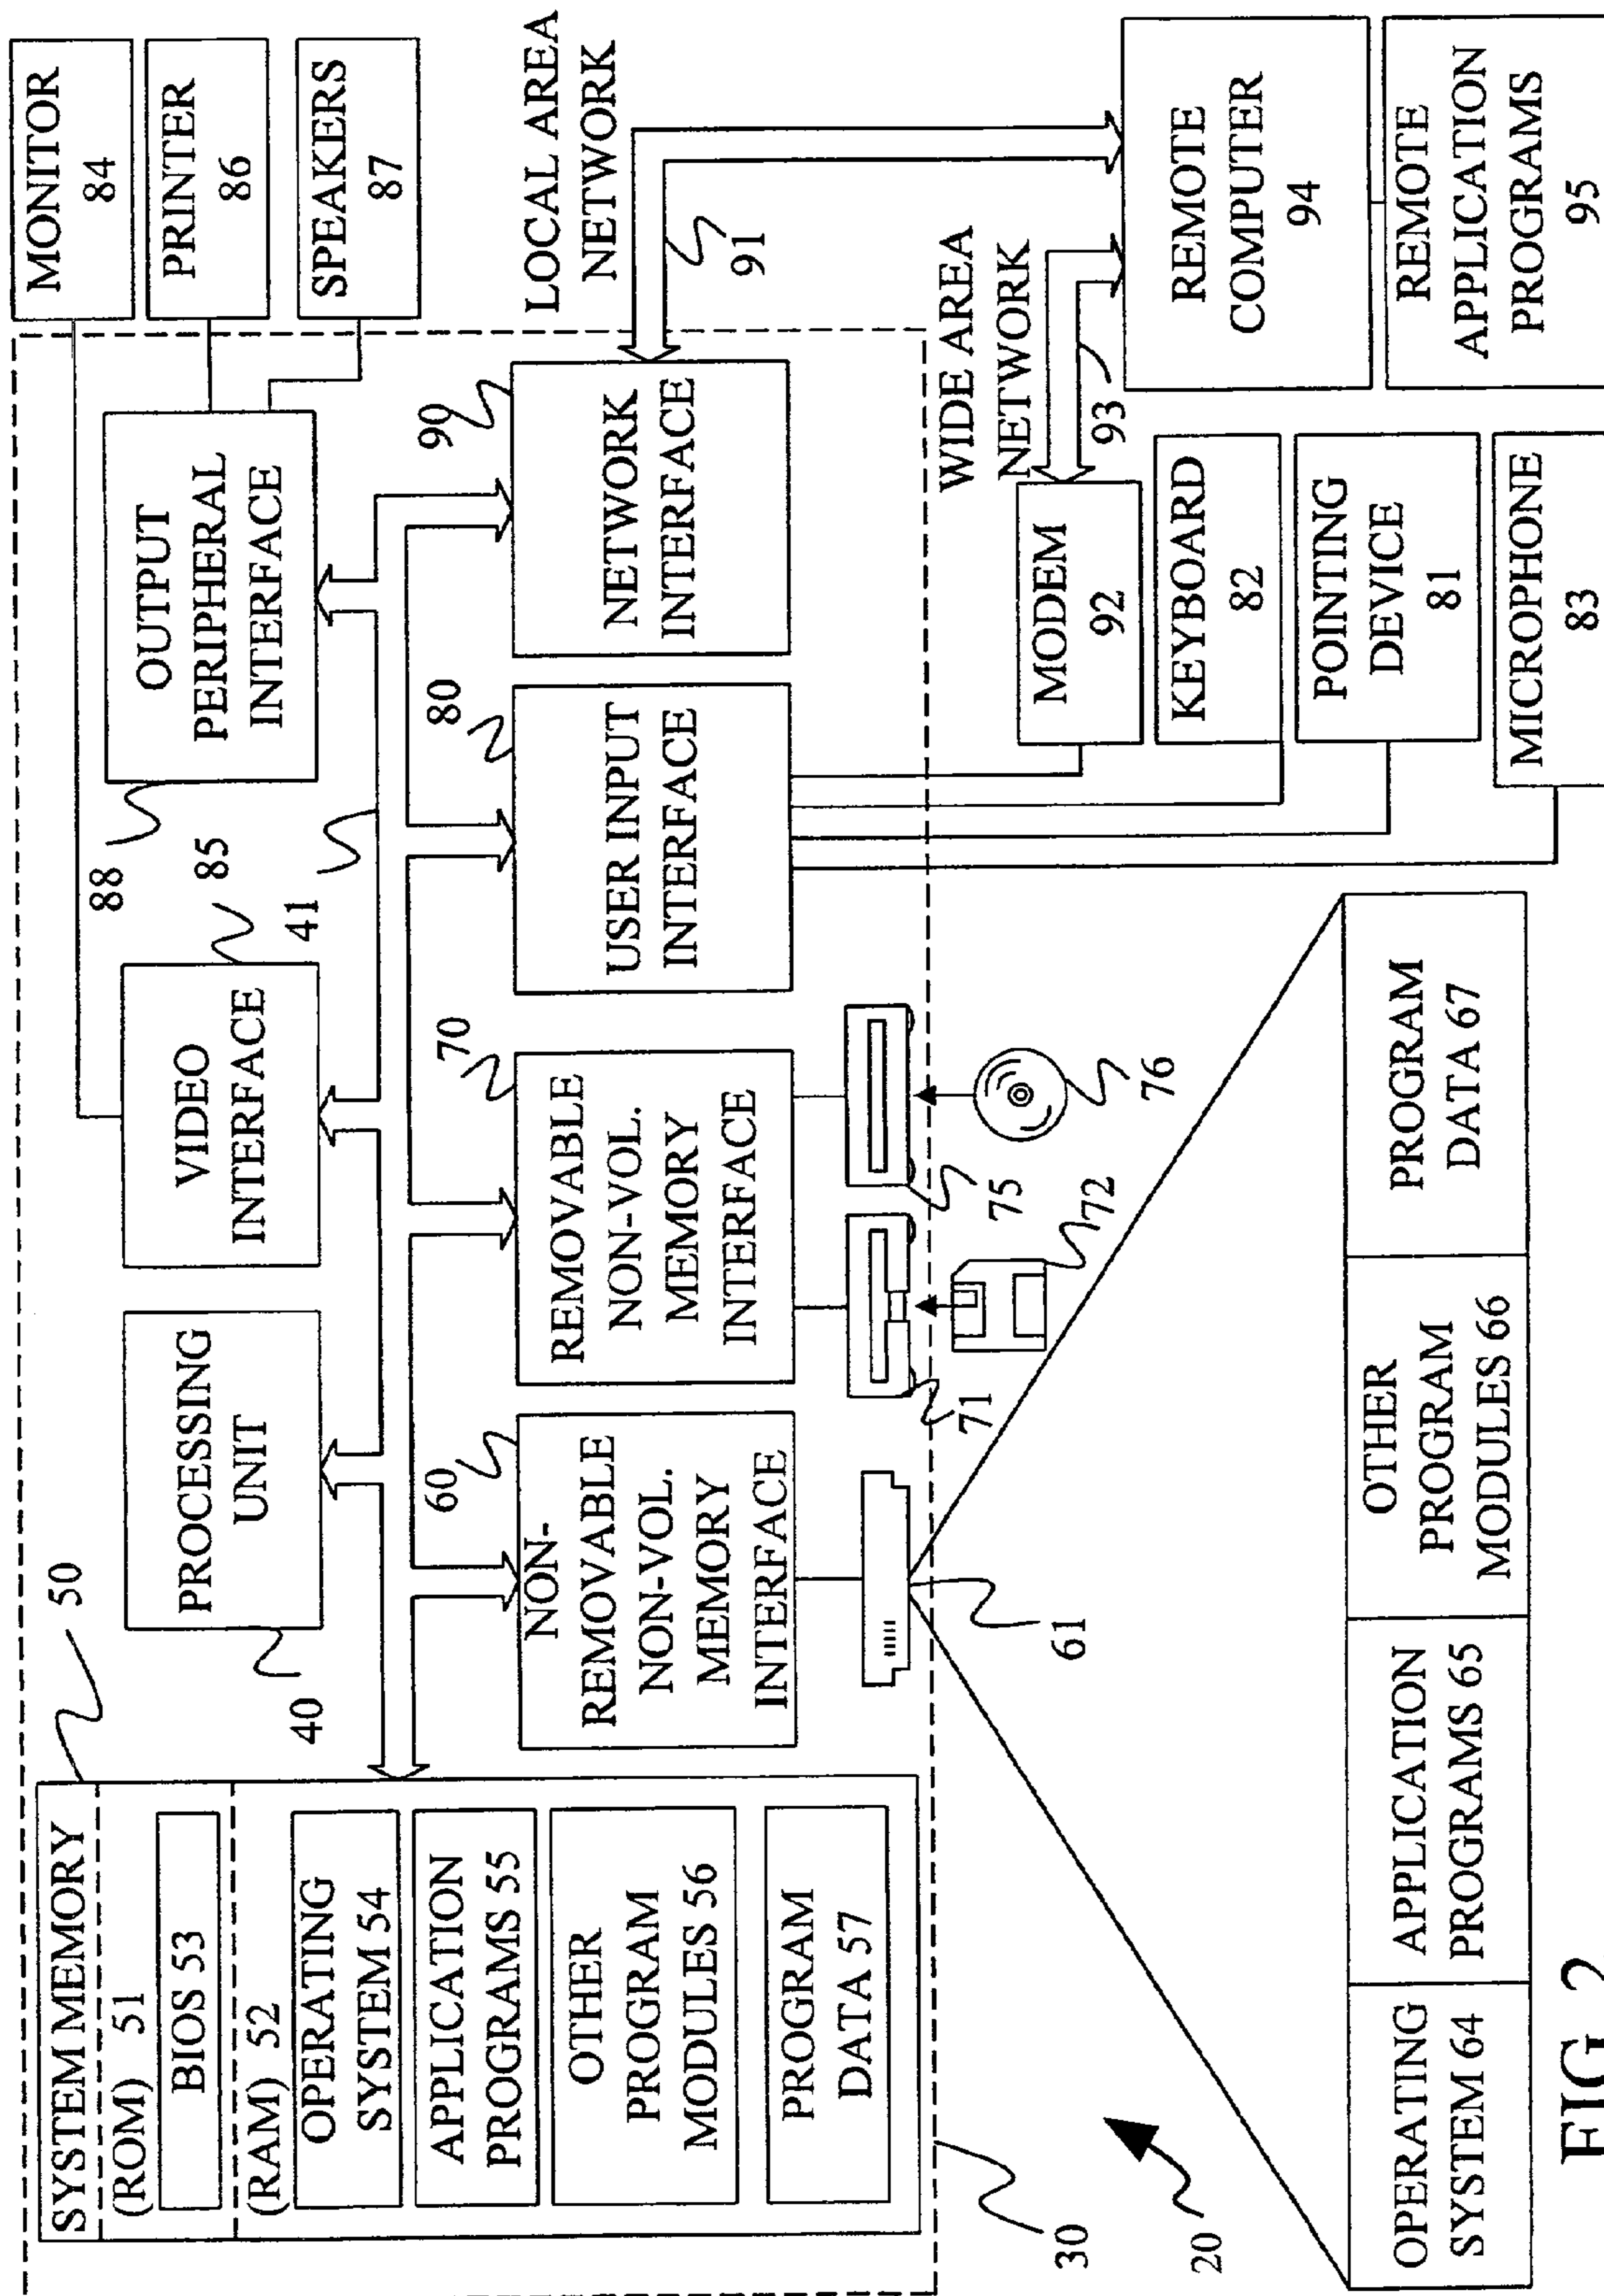 SYSTEM MEMORY
(ROM) 51
BIOS 53
(RAM) 52
OPERATING
SYSTEM 54
APPLICATION
PROGRAMS 55
OTHER
PROGRAM
MODULES 56
PROGRAM
DATA 57
50
PROCESSING
UNIT
40
VIDEO
INTERFACE
85
41
OUTPUT
PERIPHERAL
INTERFACE
88
MONITOR
84
PRINTER
86
SPEAKERS
87
NON-
REMOVABLE
NON-VOL.
MEMORY
INTERFACE
60
REMOVABLE
NON-VOL.
MEMORY
INTERFACE
70
USER INPUT
INTERFACE
80
NETWORK
INTERFACE
90
LOCAL AREA
NETWORK
91
61
71
72
75
76
WIDE AREA
NETWORK
93
MODEM
92
KEYBOARD
82
POINTING
DEVICE
81
MICROPHONE
83
REMOTE
COMPUTER
94
REMOTE
APPLICATION
PROGRAMS
95
30
20
OPERATING
SYSTEM 64
APPLICATION
PROGRAMS 65
OTHER
PROGRAM
MODULES 66
PROGRAM
DATA 67
FIG 2